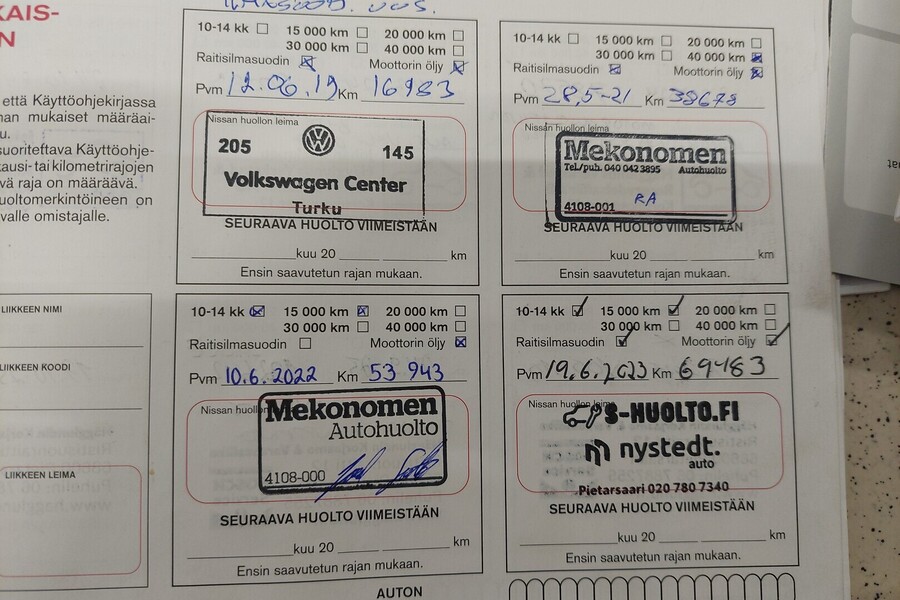 KAIS-
N
että Käyttöohjekirjassa
nan mukaiset määräai-
u.
suoritettava Käyttöohje-
kausi- tai kilometrirajojen
vä raja on määräävä.
uoltomerkintöineen on
valle omistajalle.
10-14 kk 15 000 km 20 000 km
30 000 km 40 000 km
Raitisilmasuodin Moottorin öljy
Pvm 12.06.19 Km 16983
Nissan huollon leima
205 145
Volkswagen Center
Turku
SEURAAVA HUOLTO VIIMEISTÄÄN
kuu 20 km
Ensin saavutetun rajan mukaan.
10-14 kk 15 000 km 20 000 km
30 000 km 40 000 km
Raitisilmasuodin Moottorin öljy
Pvm 28,5-21 Km 38678
Nissan huollon leima
Mekonomen
Tel./puh. 040 042 3895 Autohuolto
RA
4108-001
SEURAAVA HUOLTO VIIMEISTÄÄN
kuu 20 km
Ensin saavutetun rajan mukaan.
LIIKKEEN NIMI
LIIKKEEN KOODI
LIIKKEEN LEIMA
10-14 kk 15 000 km 20 000 km
30 000 km 40 000 km
Raitisilmasuodin Moottorin öljy
Pvm 10.6.2022 Km 53 943
Nissan huollon
Mekonomen
Autohuolto
4108-000
SEURAAVA HUOLTO VIIMEISTÄÄN
kuu 20 km
Ensin saavutetun rajan mukaan.
10-14 kk 15 000 km 20 000 km
30 000 km 40 000 km
Raitisilmasuodin Moottorin öljy
Pvm 19.6.2023 Km 69483
Nissan huollon leima
S-HUOLTO.FI
nystedt.
auto
Pietarsaari 020 780 7340
SEURAAVA HUOLTO VIIMEISTÄÄN
kuu 20 km
Ensin saavutetun rajan mukaan.
AUTON